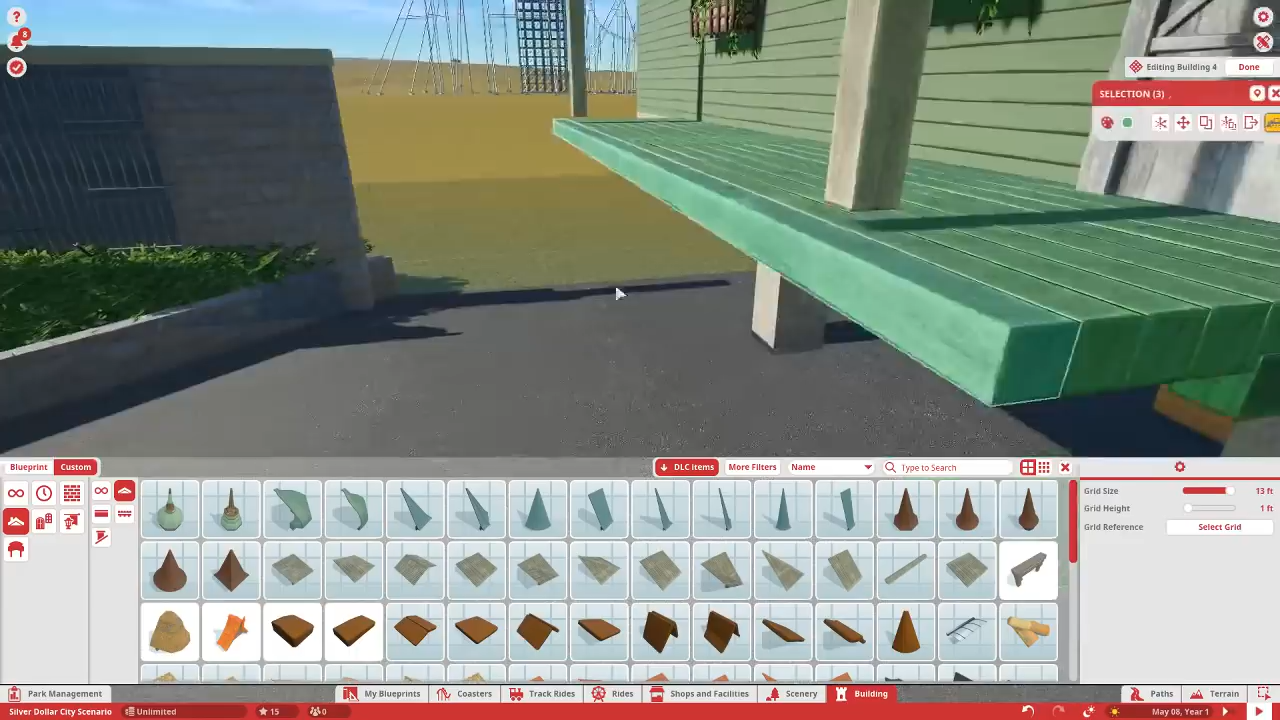 ?
8
Editing Building 4
Done
SELECTION (3)
Blueprint
Custom
DLC Items
More Filters
Name
Type to Search
Grid Size
13 ft
Grid Height
1 ft
Grid Reference
Select Grid
Park Management
My Blueprints
Coasters
Track Rides
Rides
Shops and Facilities
Scenery
Building
Paths
Terrain
Silver Dollar City Scenario
Unlimited
15
0
May 08, Year 1